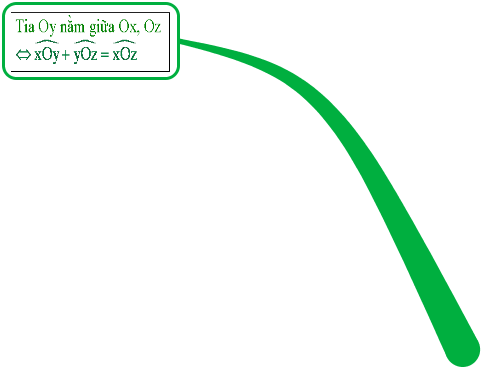 Tia Oy nằm giữa Ox, Oz
⇔ xOy + yOz = xOz